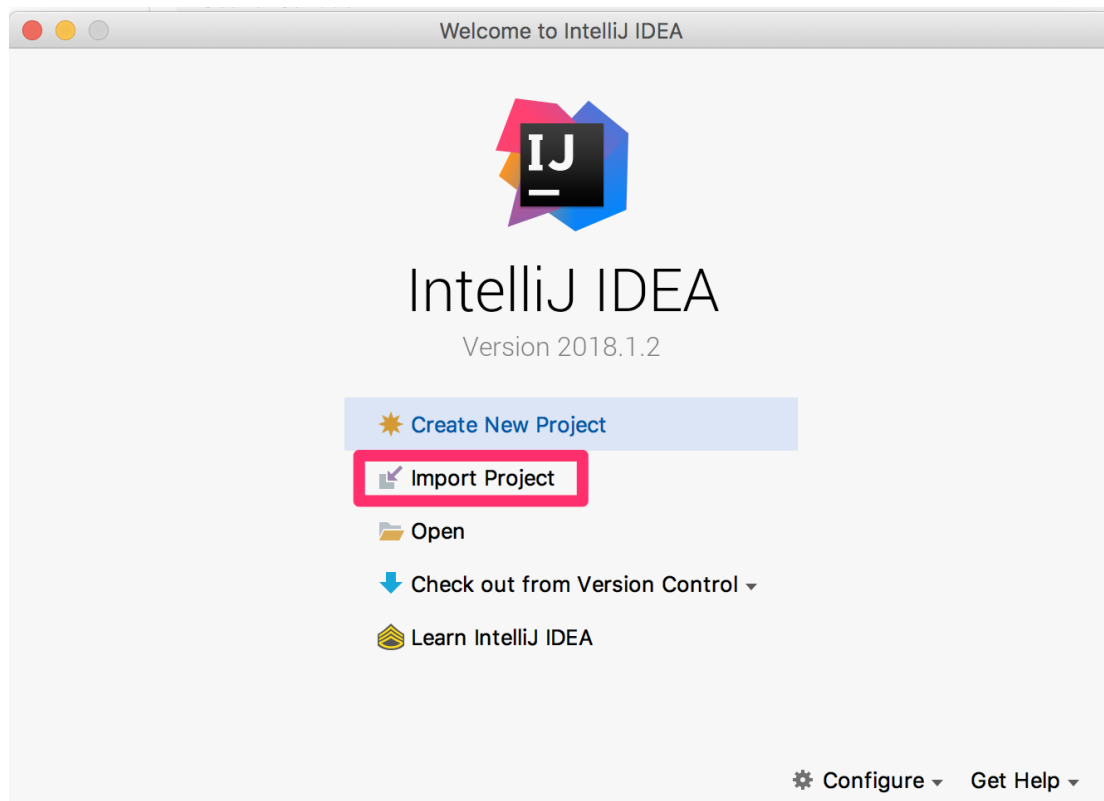 Welcome to IntelliJ IDEA
IJ
IntelliJ IDEA
Version 2018.1.2
Create New Project
Import Project
Open
Check out from Version Control
Learn IntelliJ IDEA
Configure Get Help